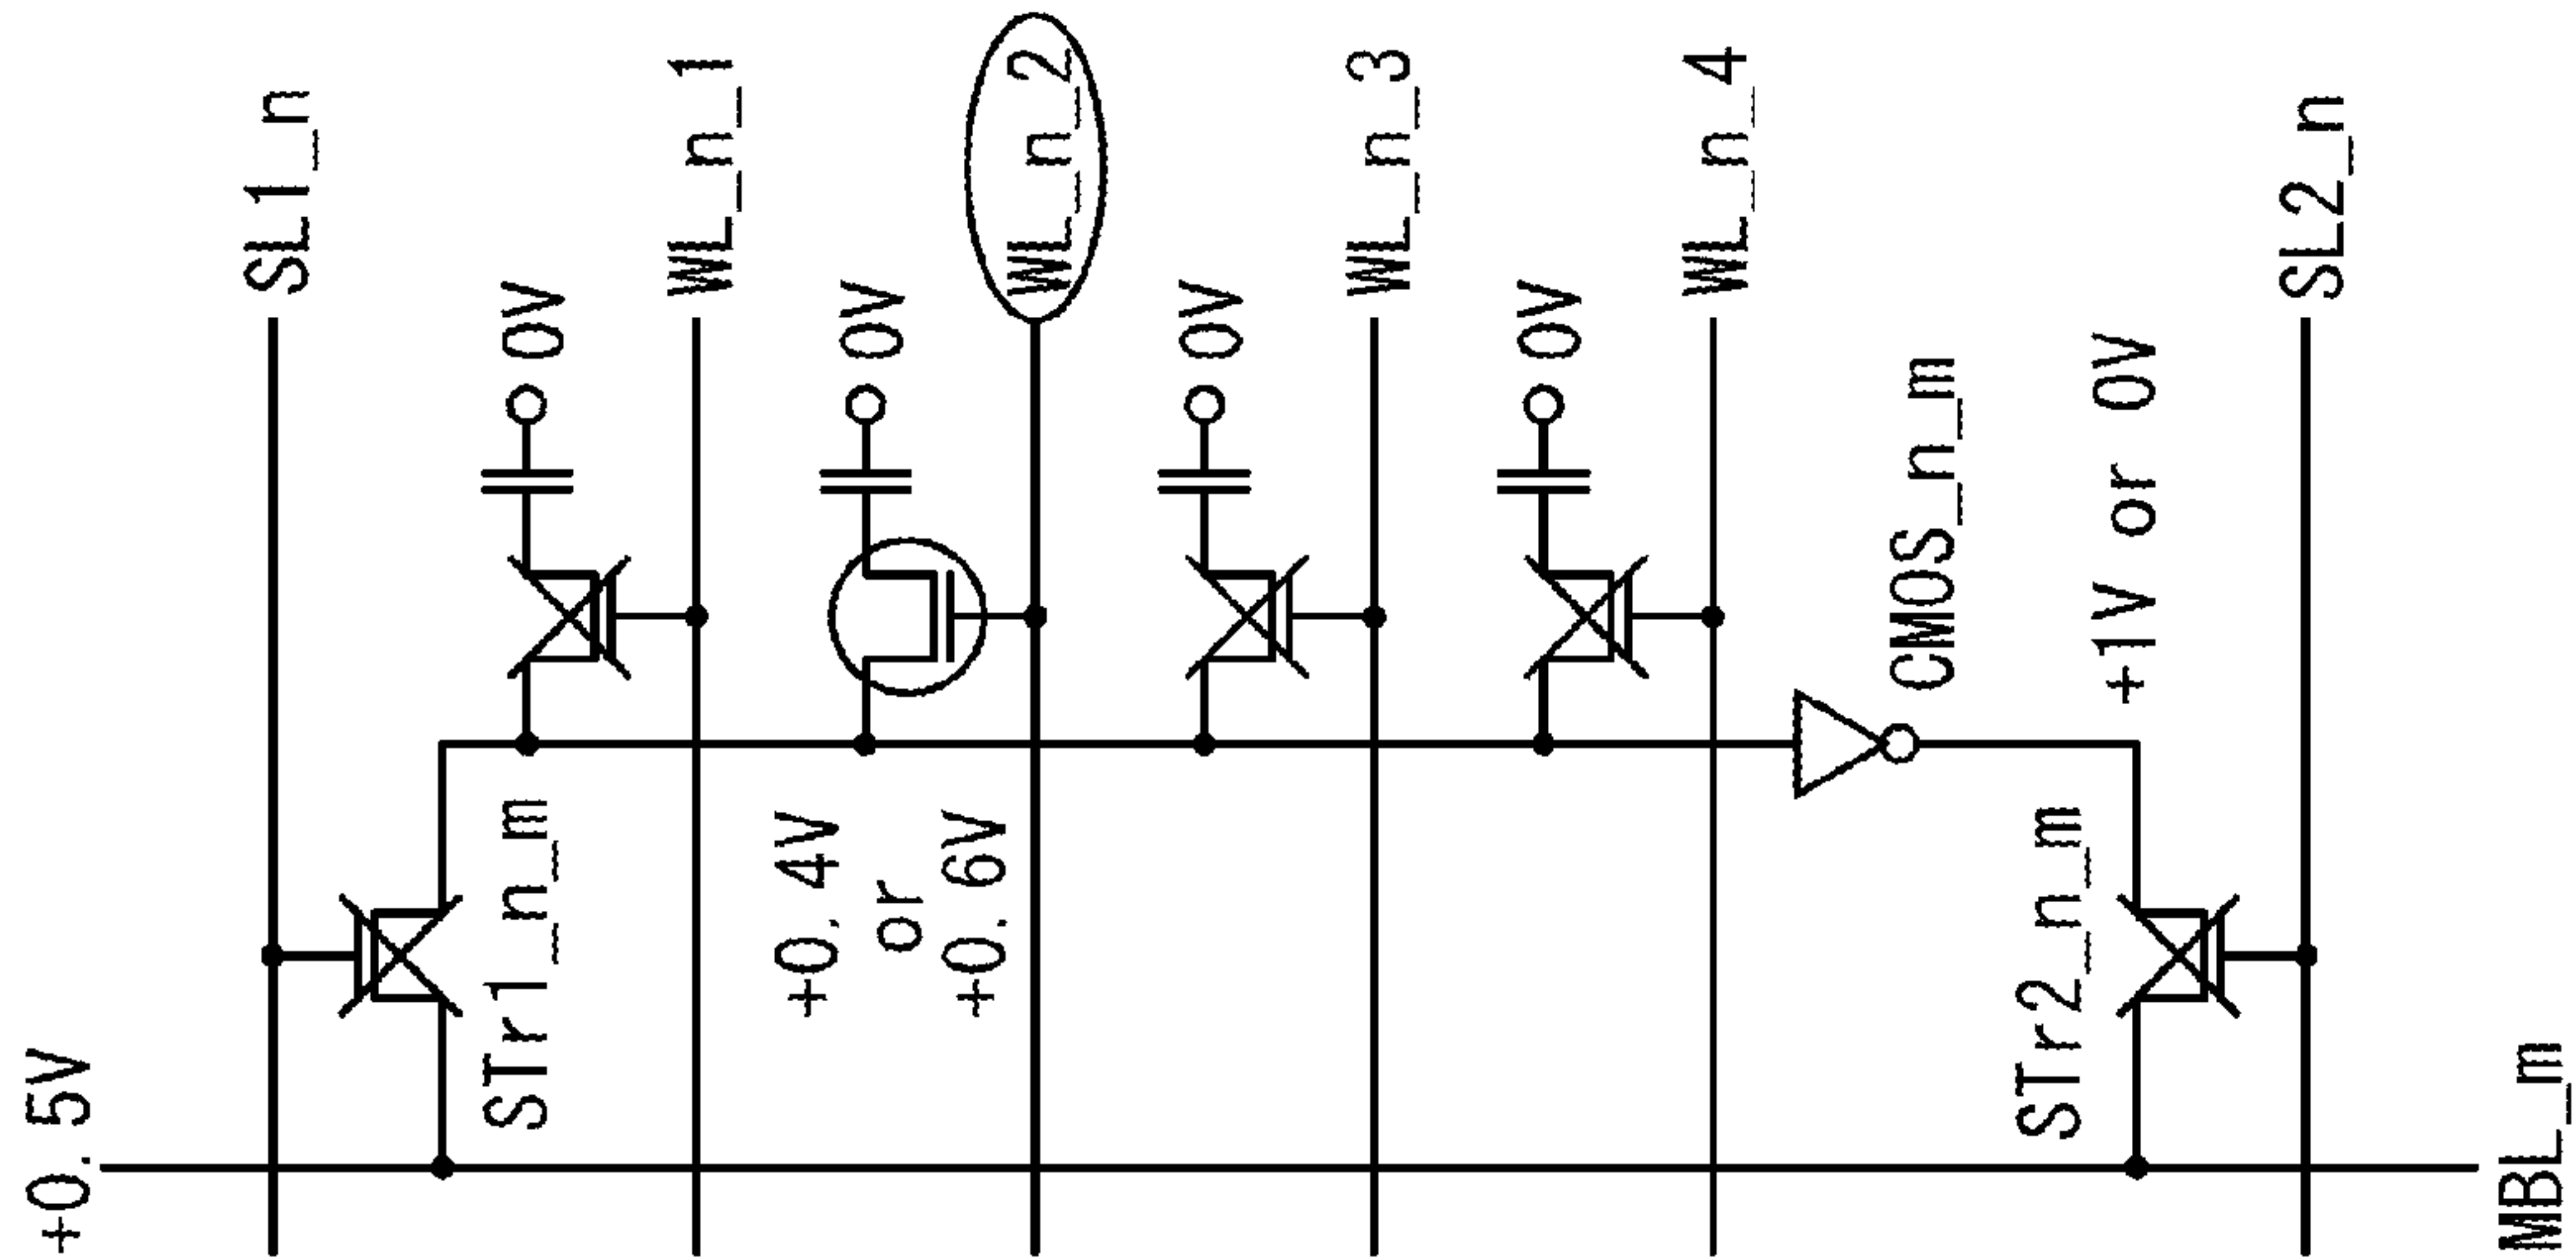 +0.5V
SL1_n
STr1_n_m
0V
WL_n_1
+0.4V
or
+0.6V
0V
WL_n_2
0V
WL_n_3
0V
WL_n_4
CMOS_n_m
STr2_n_m
+1V or 0V
SL2_n
MBL_m